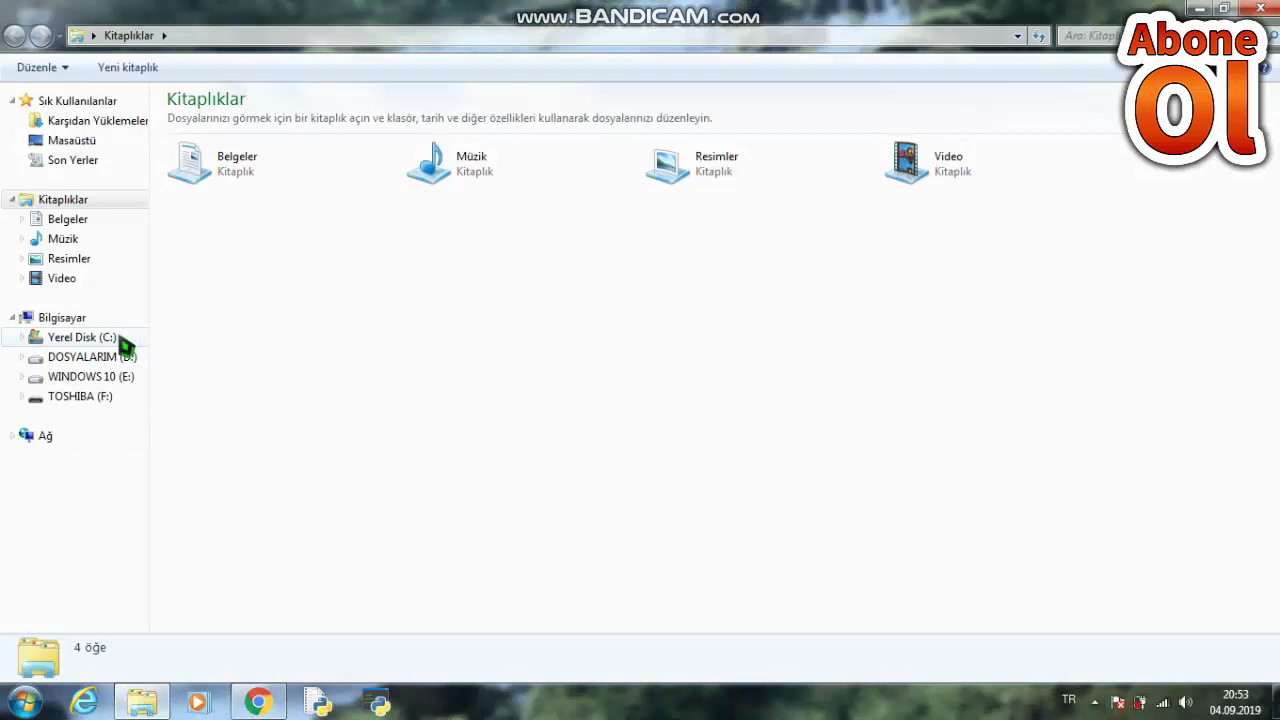 www.BANDICAM.com
Abone
Ol
Kitaplıklar
Ara: Kitap
Düzenle
Yeni kitaplık
Sık Kullanılanlar
Karşıdan Yüklemeler
Masaüstü
Son Yerler
Kitaplıklar
Belgeler
Müzik
Resimler
Video
Bilgisayar
Yerel Disk (C:)
DOSYALARIM (D:)
WINDOWS 10 (E:)
TOSHIBA (F:)
Ağ
Kitaplıklar
Dosyalarınızı görmek için bir kitaplık açın ve klasör, tarih ve diğer özellikleri kullanarak dosyalarınızı düzenleyin.
Belgeler
Kitaplık
Müzik
Kitaplık
Resimler
Kitaplık
Video
Kitaplık
4 öğe
TR
20:53
04.09.2019